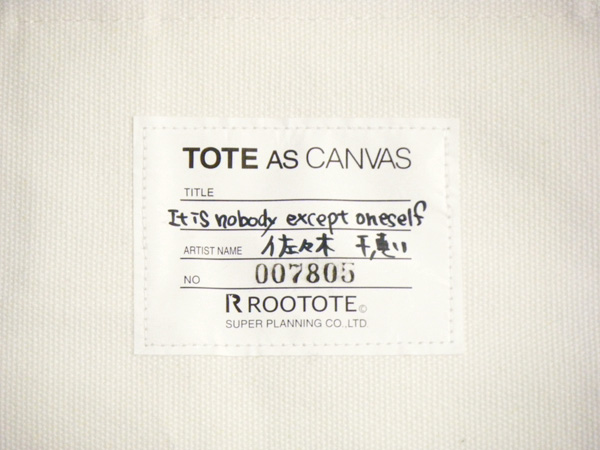 TOTE AS CANVAS
TITLE
It is nobody except oneself
ARTIST NAME 佐々木 千恵い
NO 007805
ROOTOTE©
SUPER PLANNING CO.,LTD